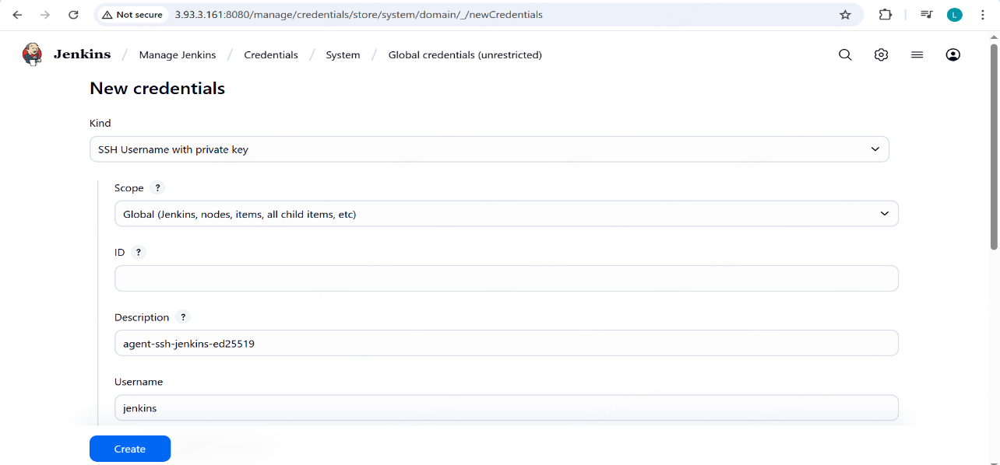 Not secure 3.93.3.161:8080/manage/credentials/store/system/domain/_/newCredentials L
Jenkins / Manage Jenkins / Credentials / System / Global credentials (unrestricted)
New credentials
Kind
SSH Username with private key
Scope ?
Global (Jenkins, nodes, items, all child items, etc)
ID ?
Description ?
agent-ssh-jenkins-ed25519
Username
jenkins
Create